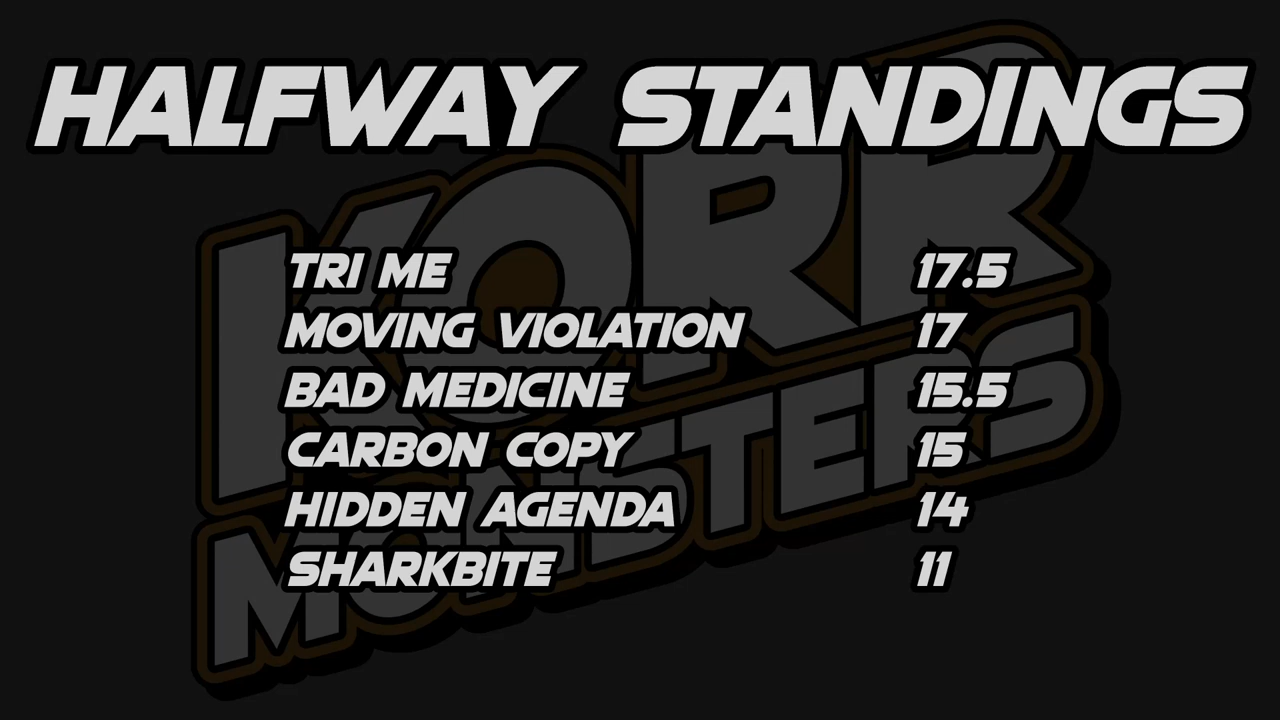 HALFWAY STANDINGS
KORR
MONSTERS
TRI ME 17.5
MOVING VIOLATION 17
BAD MEDICINE 15.5
CARBON COPY 15
HIDDEN AGENDA 14
SHARKBITE 11